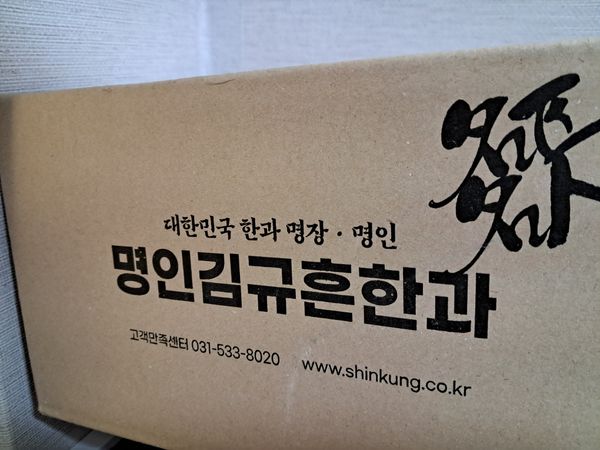 대한민국 한과 명장 · 명인
명인김규흔한과
고객만족센터 031-533-8020 www.shinkung.co.kr